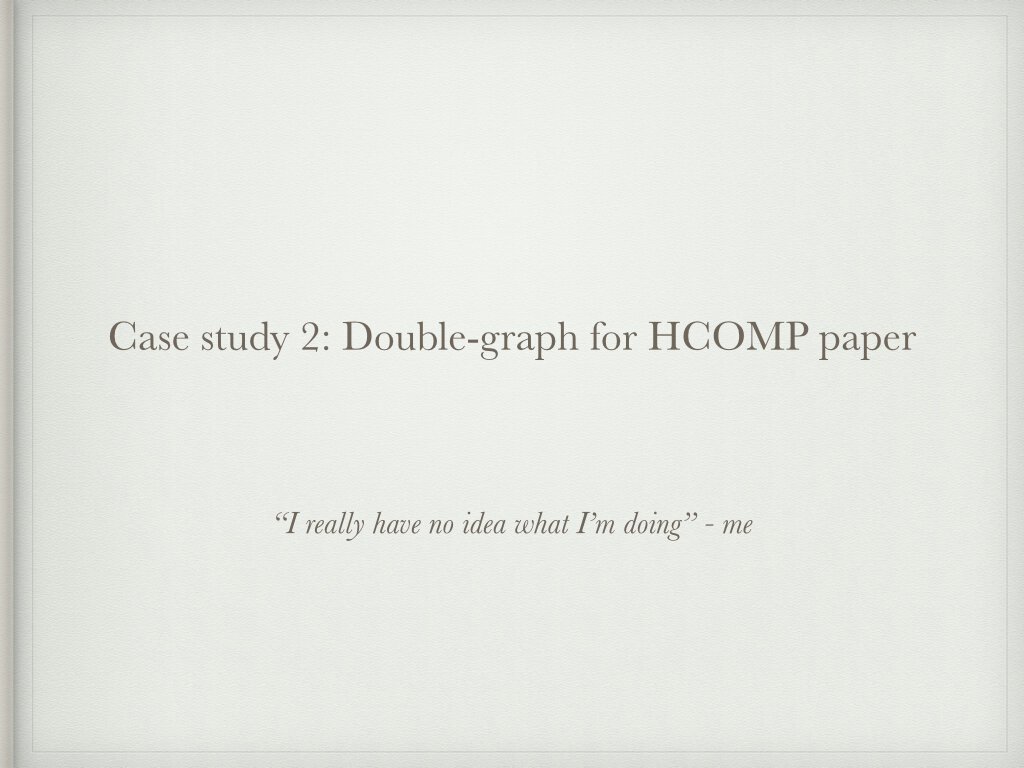 Case study 2: Double-graph for HCOMP paper
“I really have no idea what I’m doing” - me